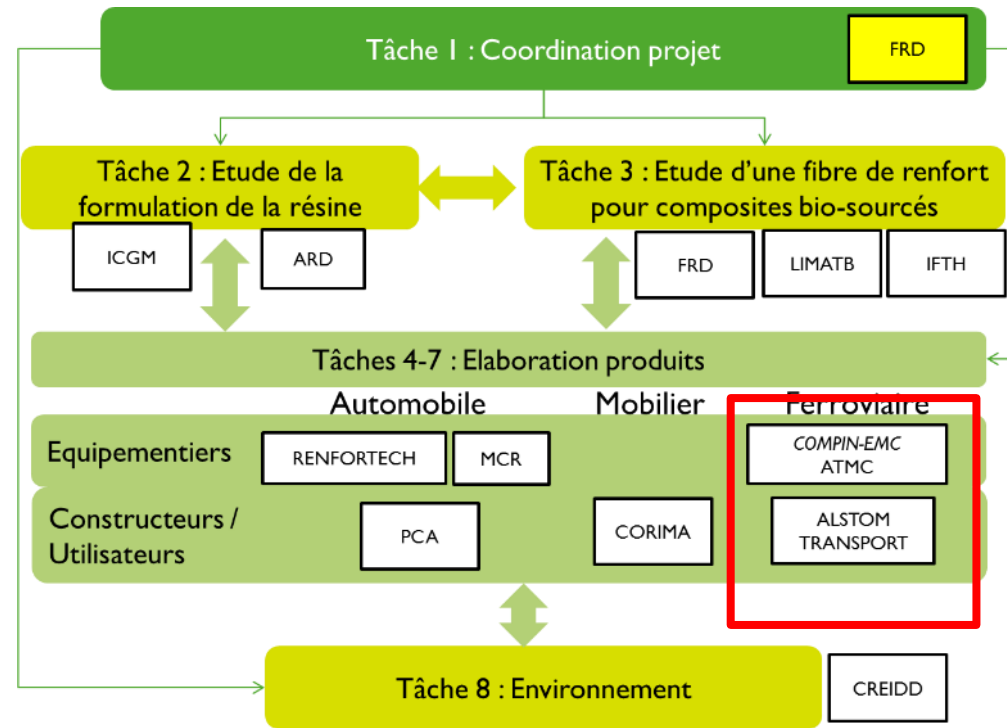 Tâche 1 : Coordination projet
FRD
Tâche 2 : Etude de la
formulation de la résine
Tâche 3 : Etude d'une fibre de renfort
pour composites bio-sourcés
ICGM
ARD
FRD
LIMATB
IFTH
Tâches 4-7 : Elaboration produits
Automobile
Mobilier
Ferroviaire
Equipementiers
RENFORTECH
MCR
COMPIN-EMC
ATMC
Constructeurs /
Utilisateurs
PCA
CORIMA
ALSTOM
TRANSPORT
Tâche 8 : Environnement
CREIDD